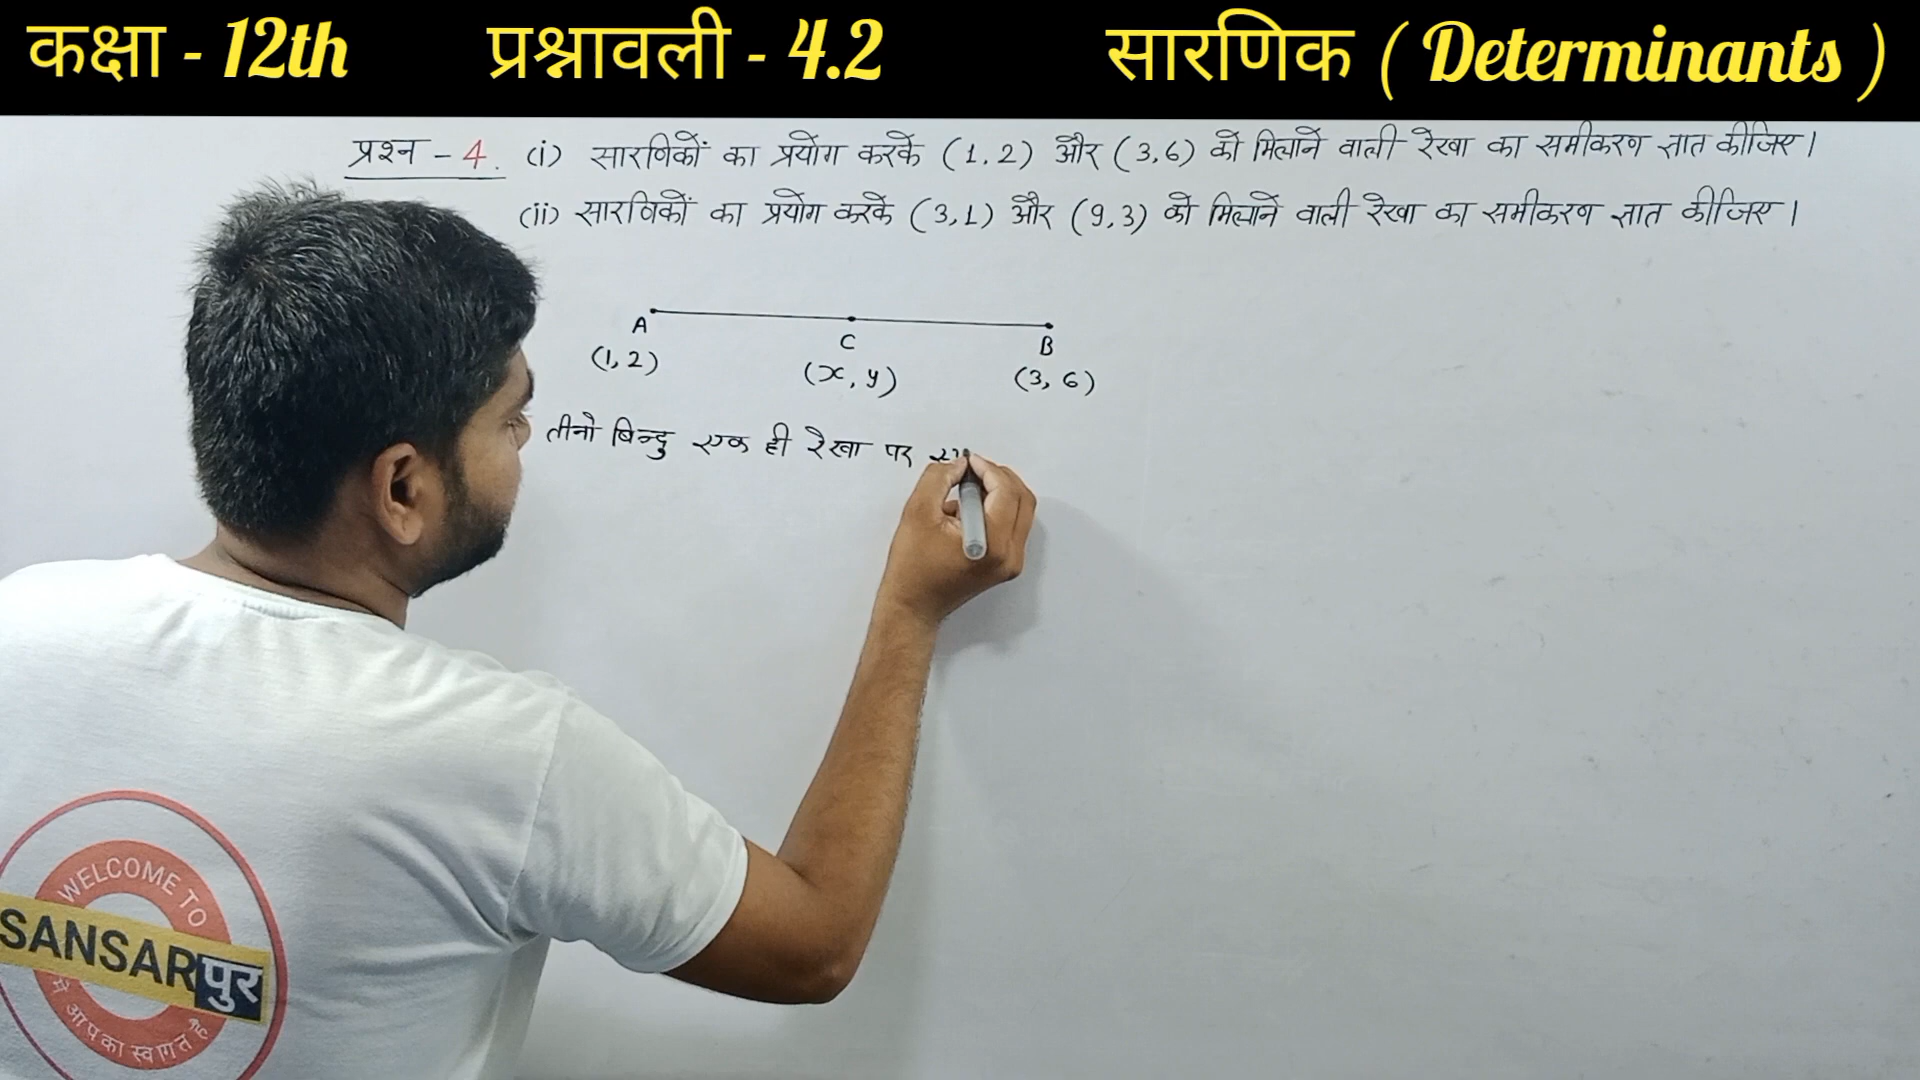 कक्षा - 12th प्रश्नावली - 4.2 सारणिक ( Determinants )
प्रश्न - 4. (i) सारणिकों का प्रयोग करके (1, 2) और (3, 6) को मिलाने वाली रेखा का समीकरण ज्ञात कीजिए।
(ii) सारणिकों का प्रयोग करके (3, 1) और (9, 3) को मिलाने वाली रेखा का समीकरण ज्ञात कीजिए।
A C B
(1, 2) (x, y) (3, 6)
तीनो बिन्दु एक ही रेखा पर
WELCOME TO
SANSARपुर
में आपका स्वागत है